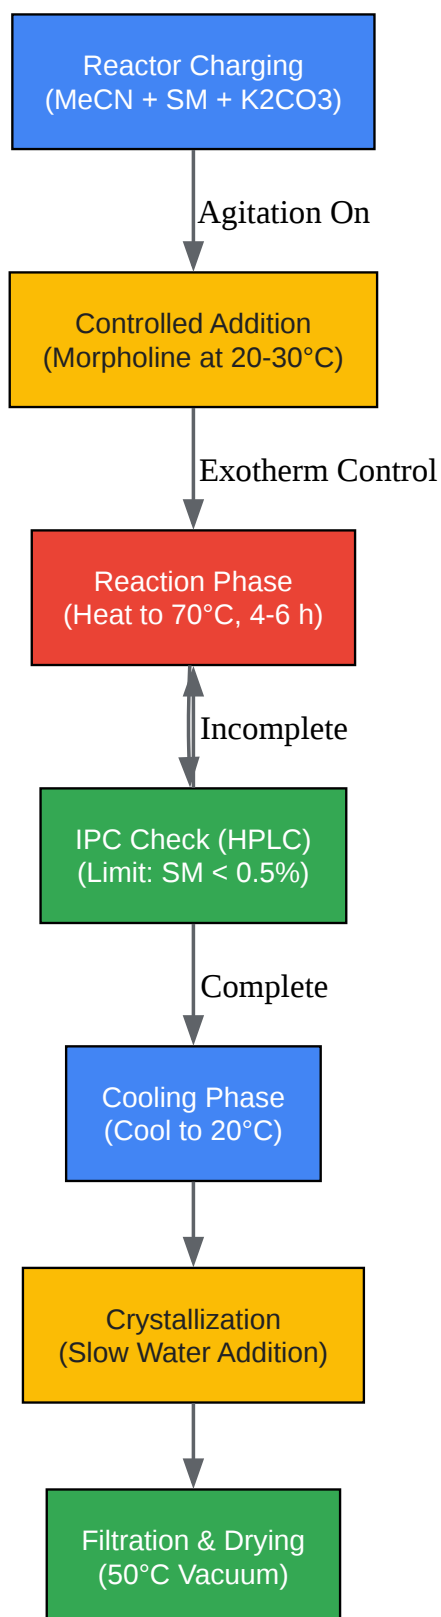 Reactor Charging
(MeCN + SM + K2CO3)
Agitation On
Controlled Addition
(Morpholine at 20-30°C)
Exotherm Control
Reaction Phase
(Heat to 70°C, 4-6 h)
Incomplete
IPC Check (HPLC)
(Limit: SM < 0.5%)
Complete
Cooling Phase
(Cool to 20°C)
Crystallization
(Slow Water Addition)
Filtration & Drying
(50°C Vacuum)